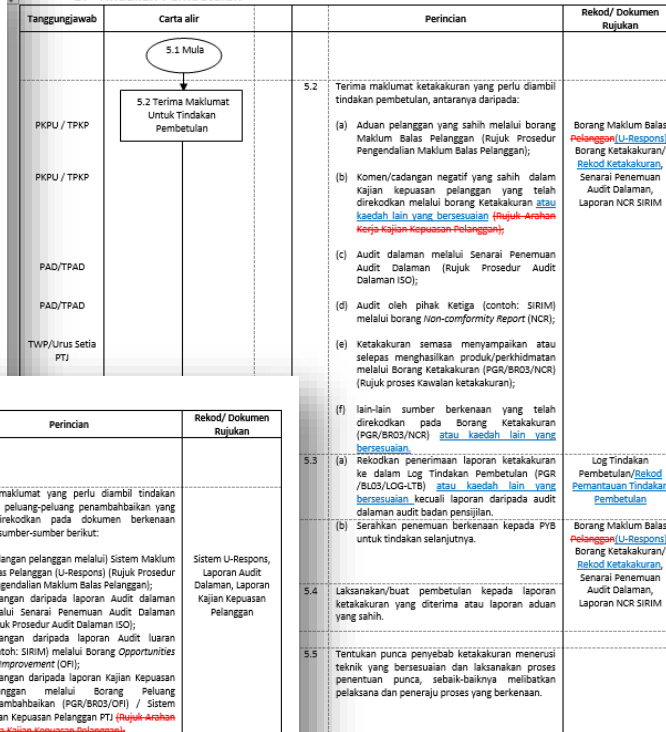 Tanggungjawab
Carta alir
Perincian
Rekod/ Dokumen
Rujukan
5.1 Mula
5.2 Terima Maklumat
Untuk Tindakan
Pembetulan
PKPU / TPKP
PKPU / TPKP
PAD/TPAD
PAD/TPAD
TWP/Urus Setia
PTJ
5.2 Terima maklumat ketakakuran yang perlu diambil
tindakan pembetulan, antaranya daripada:
(a) Aduan pelanggan yang sahih melalui borang
Maklum Balas Pelanggan (Rujuk Prosedur
Pengendalian Maklum Balas Pelanggan);
(b) Komen/cadangan negatif yang sahih dalam
Kajian kepuasan pelanggan yang telah
direkodkan melalui borang Ketakakuran atau
kaedah lain yang bersesuaian (Rujuk Arahan
Kerja Kajian Kepuasan Pelanggan);
(c) Audit dalaman melalui Senarai Penemuan
Audit Dalaman (Rujuk Prosedur Audit
Dalaman ISO);
(d) Audit oleh pihak Ketiga (contoh: SIRIM)
melalui borang Non-comformity Report (NCR);
(e) Ketakakuran semasa menyampaikan atau
selepas menghasilkan produk/perkhidmatan
melalui Borang Ketakakuran (PGR/BR03/NCR)
(Rujuk proses Kawalan ketakakuran);
(f) lain-lain sumber berkenaan yang telah
direkodkan pada Borang Ketakakuran
(PGR/BR03/NCR) atau kaedah lain yang
bersesuaian.
Borang Maklum Balas
Pelanggan(U-Respons)
Borang Ketakakuran/
Rekod Ketakakuran,
Senarai Penemuan
Audit Dalaman,
Laporan NCR SIRIM
5.3 (a) Rekodkan penerimaan laporan ketakakuran
ke dalam Log Tindakan Pembetulan (PGR
/BL03/LOG-LTB) atau kaedah lain yang
bersesuaian kecuali laporan daripada audit
dalaman audit badan pensijilan.
Log Tindakan
Pembetulan/Rekod
Pemantauan Tindakan
Pembetulan
(b) Serahkan penemuan berkenaan kepada PYB
untuk tindakan selanjutnya.
Borang Maklum Balas
Pelanggan(U-Respons)
Borang Ketakakuran/
Rekod Ketakakuran,
Senarai Penemuan
Audit Dalaman,
Laporan NCR SIRIM
5.4 Laksanakan/buat pembetulan kepada laporan
ketakakuran yang diterima atau laporan aduan
yang sahih.
5.5 Tentukan punca penyebab ketakakuran menerusi
teknik yang bersesuaian dan laksanakan proses
penentuan punca, sebaik-baiknya melibatkan
pelaksana dan peneraju proses yang berkenaan.
Perincian
Rekod/ Dokumen
Rujukan
maklumat yang perlu diambil tindakan
peluang-peluang penambahbaikan yang
direkodkan pada dokumen berkenaan
sumber-sumber berikut:
angan pelanggan melalui) Sistem Maklum
as Pelanggan (U-Respons) (Rujuk Prosedur
gendalian Maklum Balas Pelanggan);
angan daripada laporan Audit dalaman
alui Senarai Penemuan Audit Dalaman
uk Prosedur Audit Dalaman ISO);
angan daripada laporan Audit luaran
toh: SIRIM) melalui Borang Opportunities
Improvement (OFI);
angan daripada laporan Kajian Kepuasan
nggan melalui Borang Peluang
ambahbaikan (PGR/BR03/OFI) / Sistem
an Kepuasan Pelanggan PTJ (Rujuk Arahan
a Kajian Kepuasan Pelanggan);
Sistem U-Respons,
Laporan Audit
Dalaman, Laporan
Kajian Kepuasan
Pelanggan